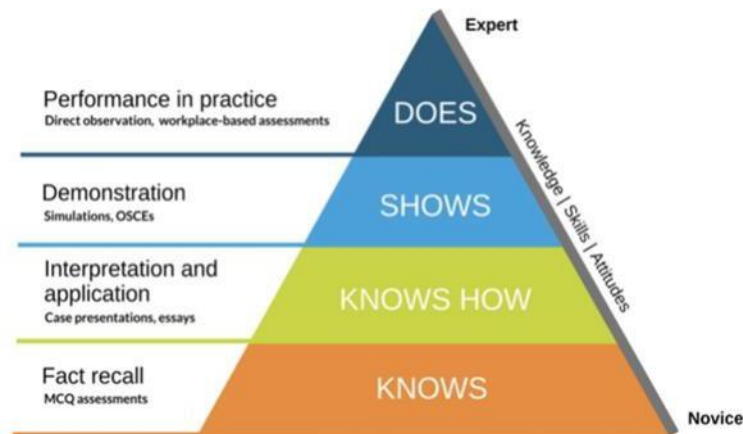 Expert
Performance in practice
Direct observation, workplace-based assessments
DOES
Demonstration
Simulations, OSCEs
SHOWS
Knowledge | Skills | Attitudes
Interpretation and
application
Case presentations, essays
KNOWS HOW
Fact recall
MCQ assessments
KNOWS
Novice